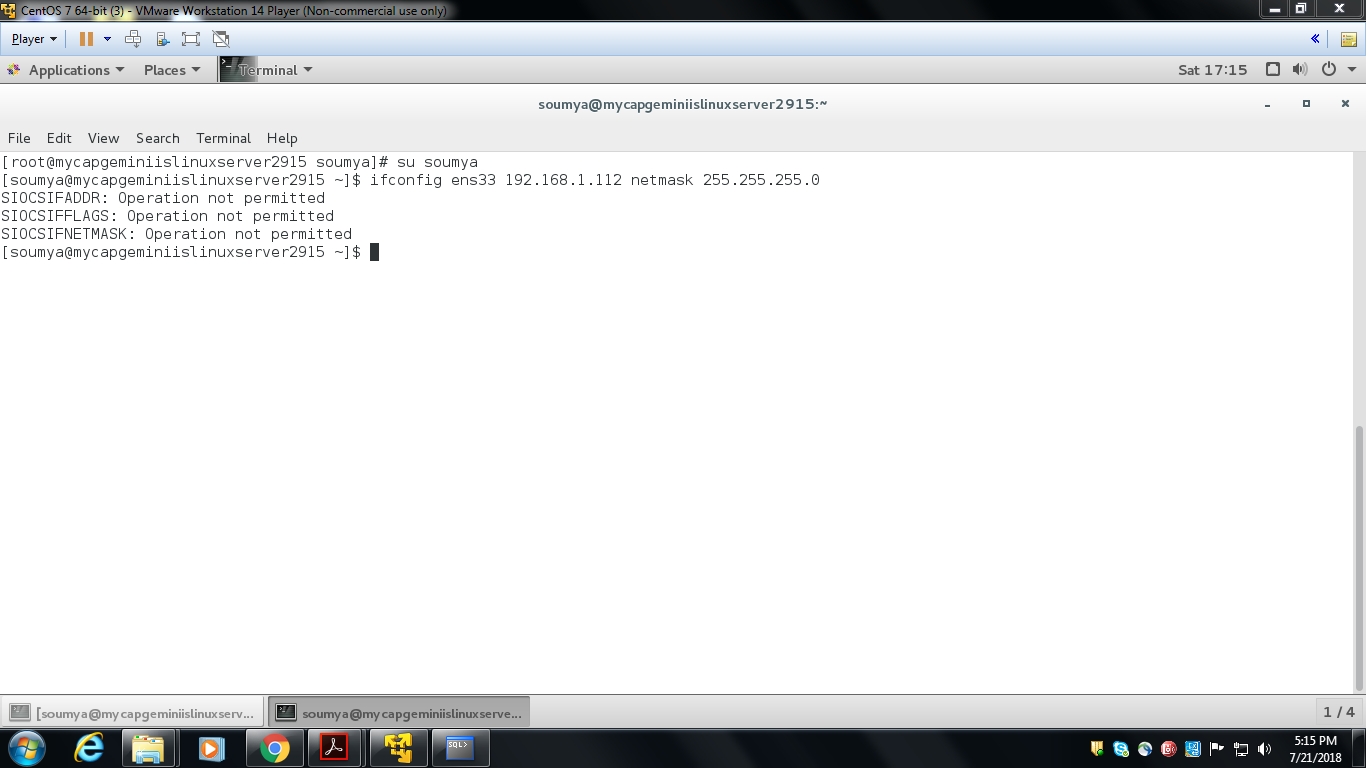 CentOS 7 64-bit (3) - VMware Workstation 14 Player (Non-commercial use only)
Player
Applications Places Terminal Sat 17:15
soumya@mycapgeminiislinuxserver2915:~
File Edit View Search Terminal Help
[root@mycapgeminiislinuxserver2915 soumya]# su soumya
[soumya@mycapgeminiislinuxserver2915 ~]$ ifconfig ens33 192.168.1.112 netmask 255.255.255.0
SIOCSIFADDR: Operation not permitted
SIOCSIFFLAGS: Operation not permitted
SIOCSIFNETMASK: Operation not permitted
[soumya@mycapgeminiislinuxserver2915 ~]$
[soumya@mycapgeminiislinuxserv... soumya@mycapgeminiislinuxserve... 1 / 4
SQL>
5:15 PM
7/21/2018